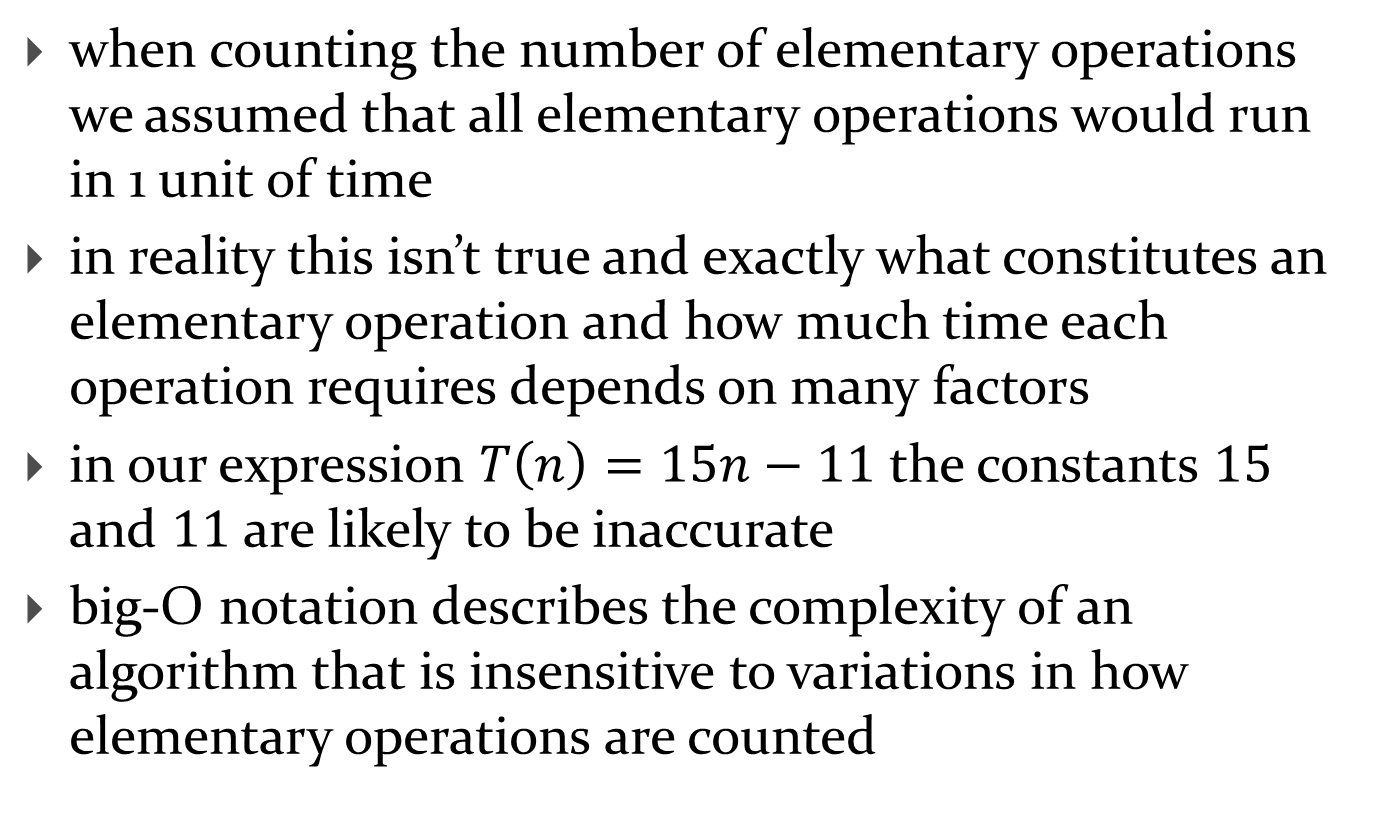 when counting the number of elementary operations
we assumed that all elementary operations would run
in 1 unit of time
in reality this isn’t true and exactly what constitutes an
elementary operation and how much time each
operation requires depends on many factors
in our expression T(n) = 15n − 11 the constants 15
and 11 are likely to be inaccurate
big-O notation describes the complexity of an
algorithm that is insensitive to variations in how
elementary operations are counted